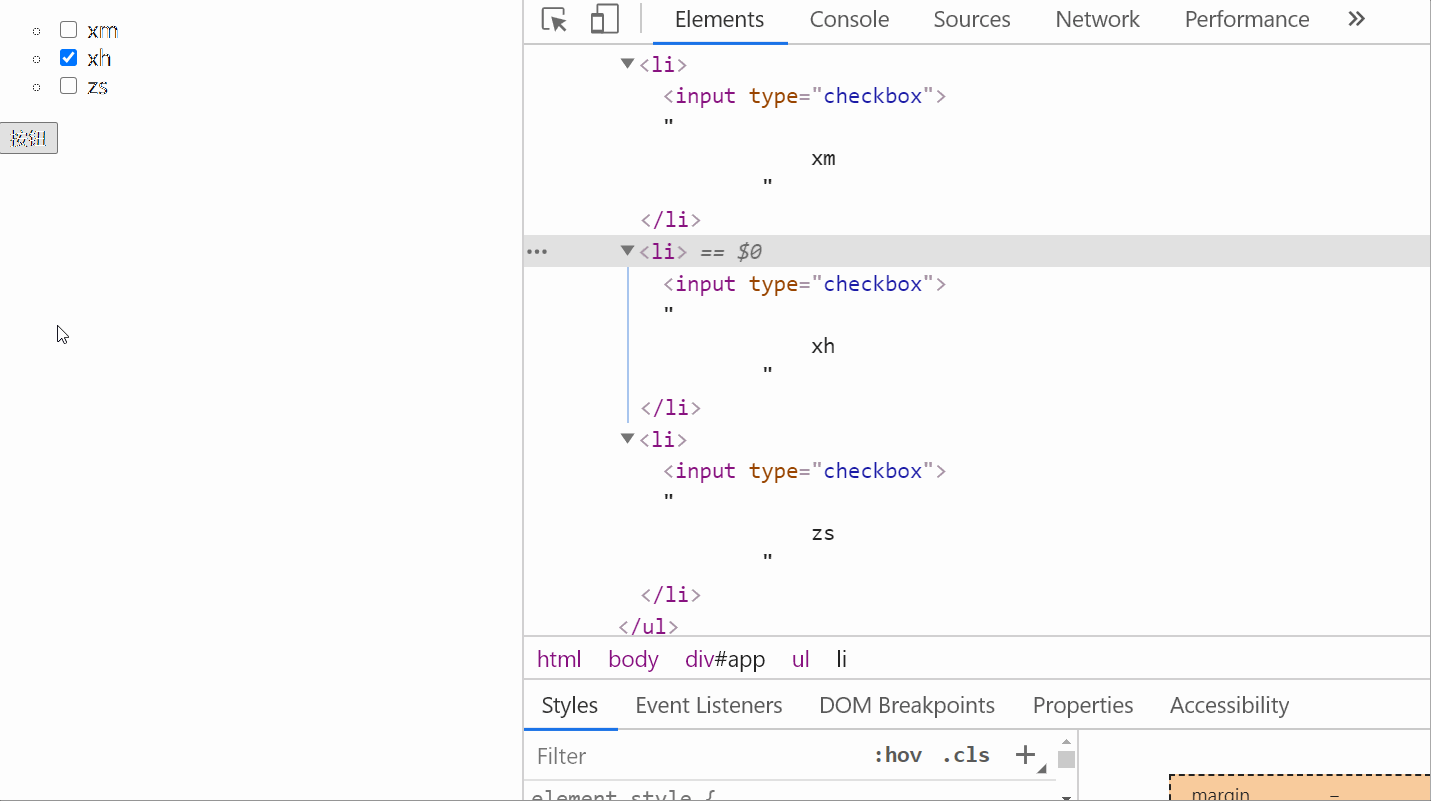 xm
xh
zs
按钮
Elements Console Sources Network Performance »
<li>
<input type="checkbox">
"
xm
"
</li>
<li> == $0
<input type="checkbox">
"
xh
"
</li>
<li>
<input type="checkbox">
"
zs
"
</li>
</ul>
html body div#app ul li
Styles Event Listeners DOM Breakpoints Properties Accessibility
Filter :hov .cls +
element.style {
margin –